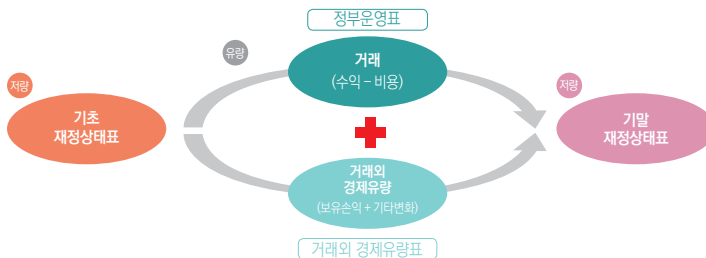 정부운영표
유량
거래
(수익 – 비용)
저량
기초
재정상태표
저량
기말
재정상태표
거래외
경제유량
(보유손익 + 기타변화)
거래외 경제유량표